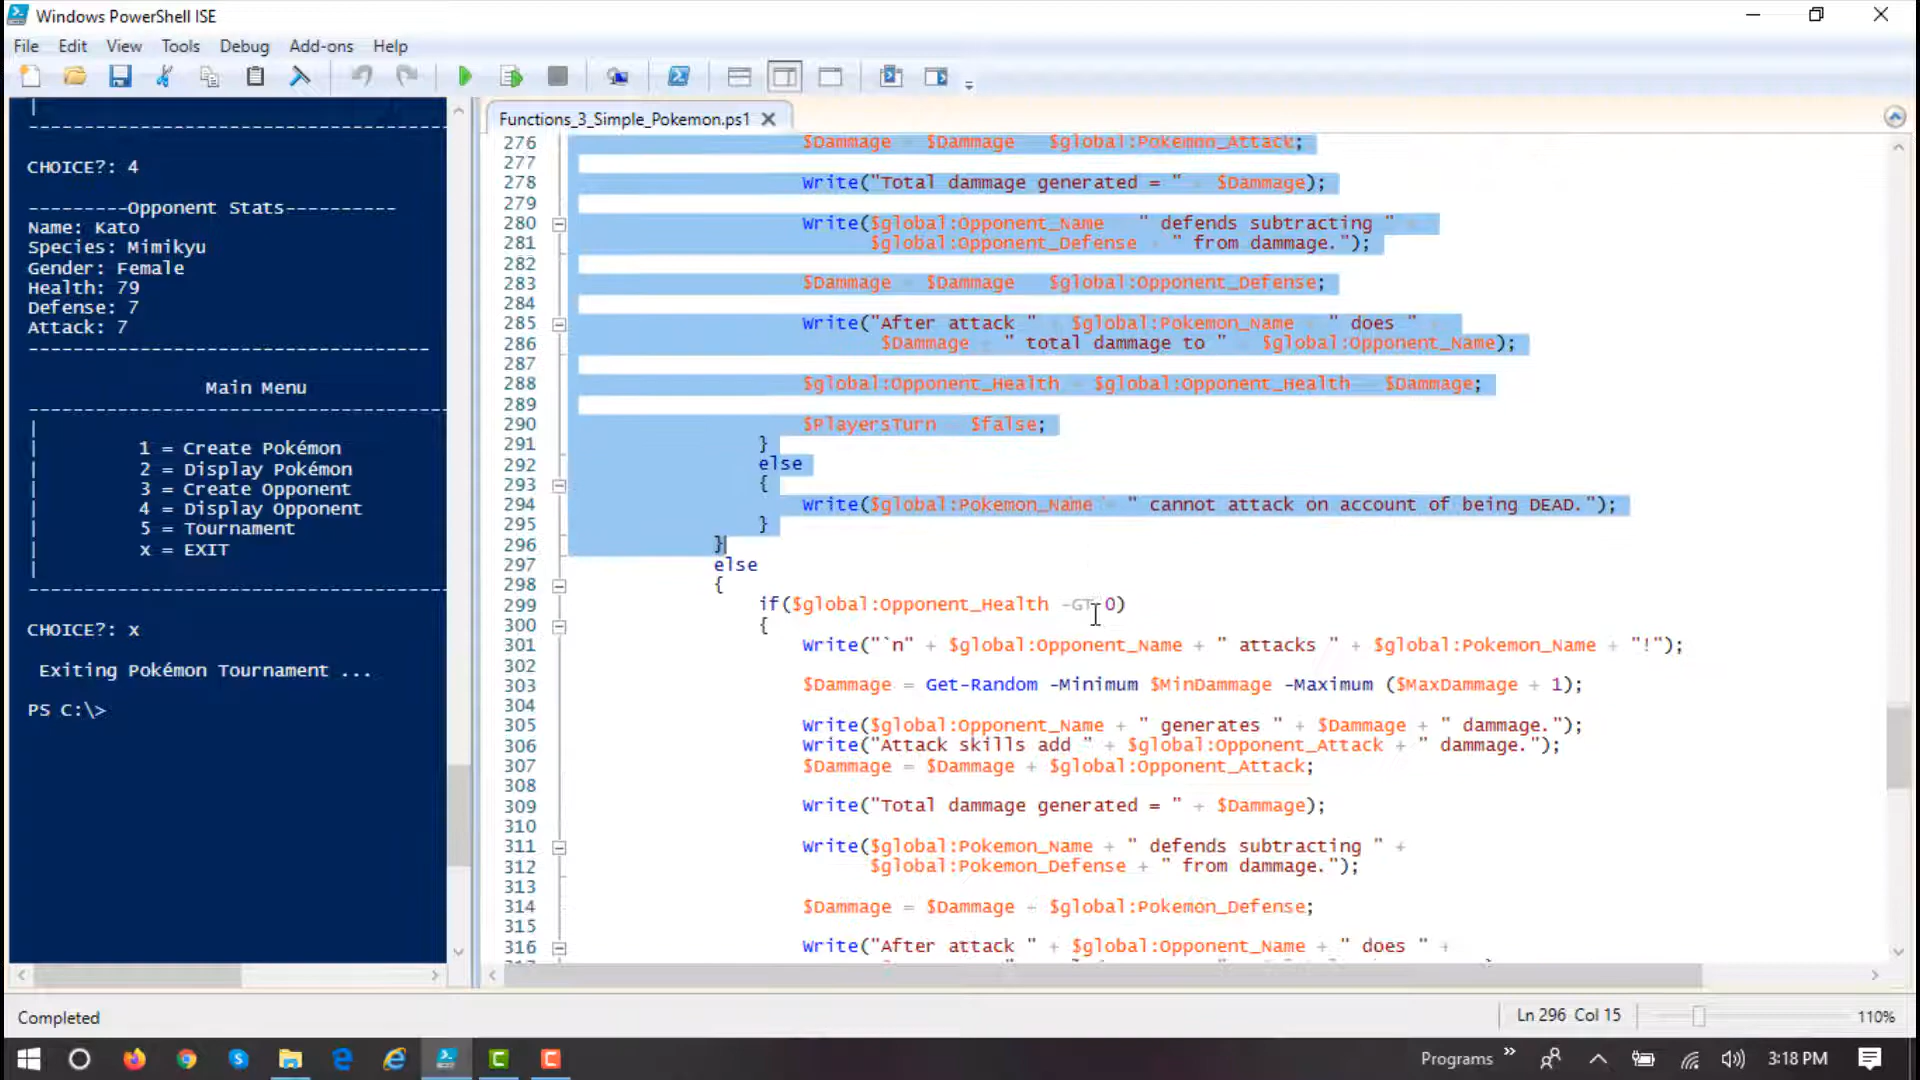 Windows PowerShell ISE
File Edit View Tools Debug Add-ons Help
-----------------------------------------
CHOICE?: 4
---------Opponent Stats----------
Name: Kato
Species: Mimikyu
Gender: Female
Health: 79
Defense: 7
Attack: 7
------------------------------------
Main Menu
--------------------------------------
|
| 1 = Create Pokémon
| 2 = Display Pokémon
| 3 = Create Opponent
| 4 = Display Opponent
| 5 = Tournament
| x = EXIT
|
--------------------------------------
CHOICE?: x
Exiting Pokémon Tournament ...
PS C:\>
Functions_3_Simple_Pokemon.ps1
276 $Dammage $Dammage $global:Pokemon_Attack;
277
278 Write("Total dammage generated = " $Dammage);
279
280 Write($global:Opponent_Name " defends subtracting "
281 $global:Opponent_Defense " from dammage.");
282
283 $Dammage $Dammage $global:Opponent_Defense;
284
285 Write("After attack " $global:Pokemon_Name " does "
286 $Dammage " total dammage to " $global:Opponent_Name);
287
288 $global:Opponent_Health $global:Opponent_Health $Dammage;
289
290 $PlayersTurn $false;
291 }
292 else
293 {
294 Write($global:Pokemon_Name " cannot attack on account of being DEAD.");
295 }
296 }
297 else
298 {
299 if($global:Opponent_Health -GT 0)
300 {
301 Write("`n" + $global:Opponent_Name + " attacks " + $global:Pokemon_Name + "!");
302
303 $Dammage = Get-Random -Minimum $MinDammage -Maximum ($MaxDammage + 1);
304
305 Write($global:Opponent_Name + " generates " + $Dammage + " dammage.");
306 Write("Attack skills add " + $global:Opponent_Attack + " dammage.");
307 $Dammage = $Dammage + $global:Opponent_Attack;
308
309 Write("Total dammage generated = " + $Dammage);
310
311 Write($global:Pokemon_Name + " defends subtracting " +
312 $global:Pokemon_Defense + " from dammage.");
313
314 $Dammage = $Dammage - $global:Pokemon_Defense;
315
316 Write("After attack " + $global:Opponent_Name + " does " +
Completed
Ln 296 Col 15
110%
Programs
3:18 PM